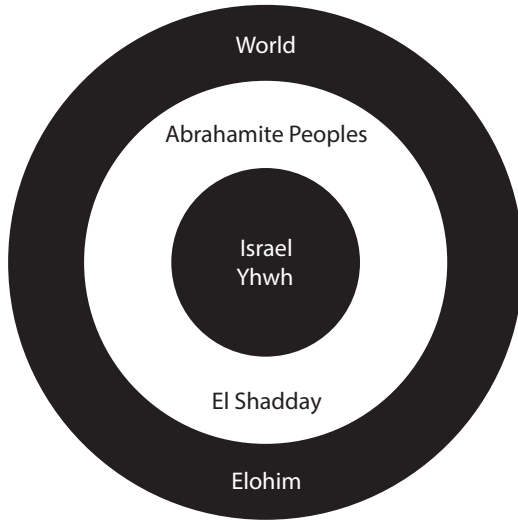 World
Abrahamite Peoples
Israel
Yhwh
El Shadday
Elohim